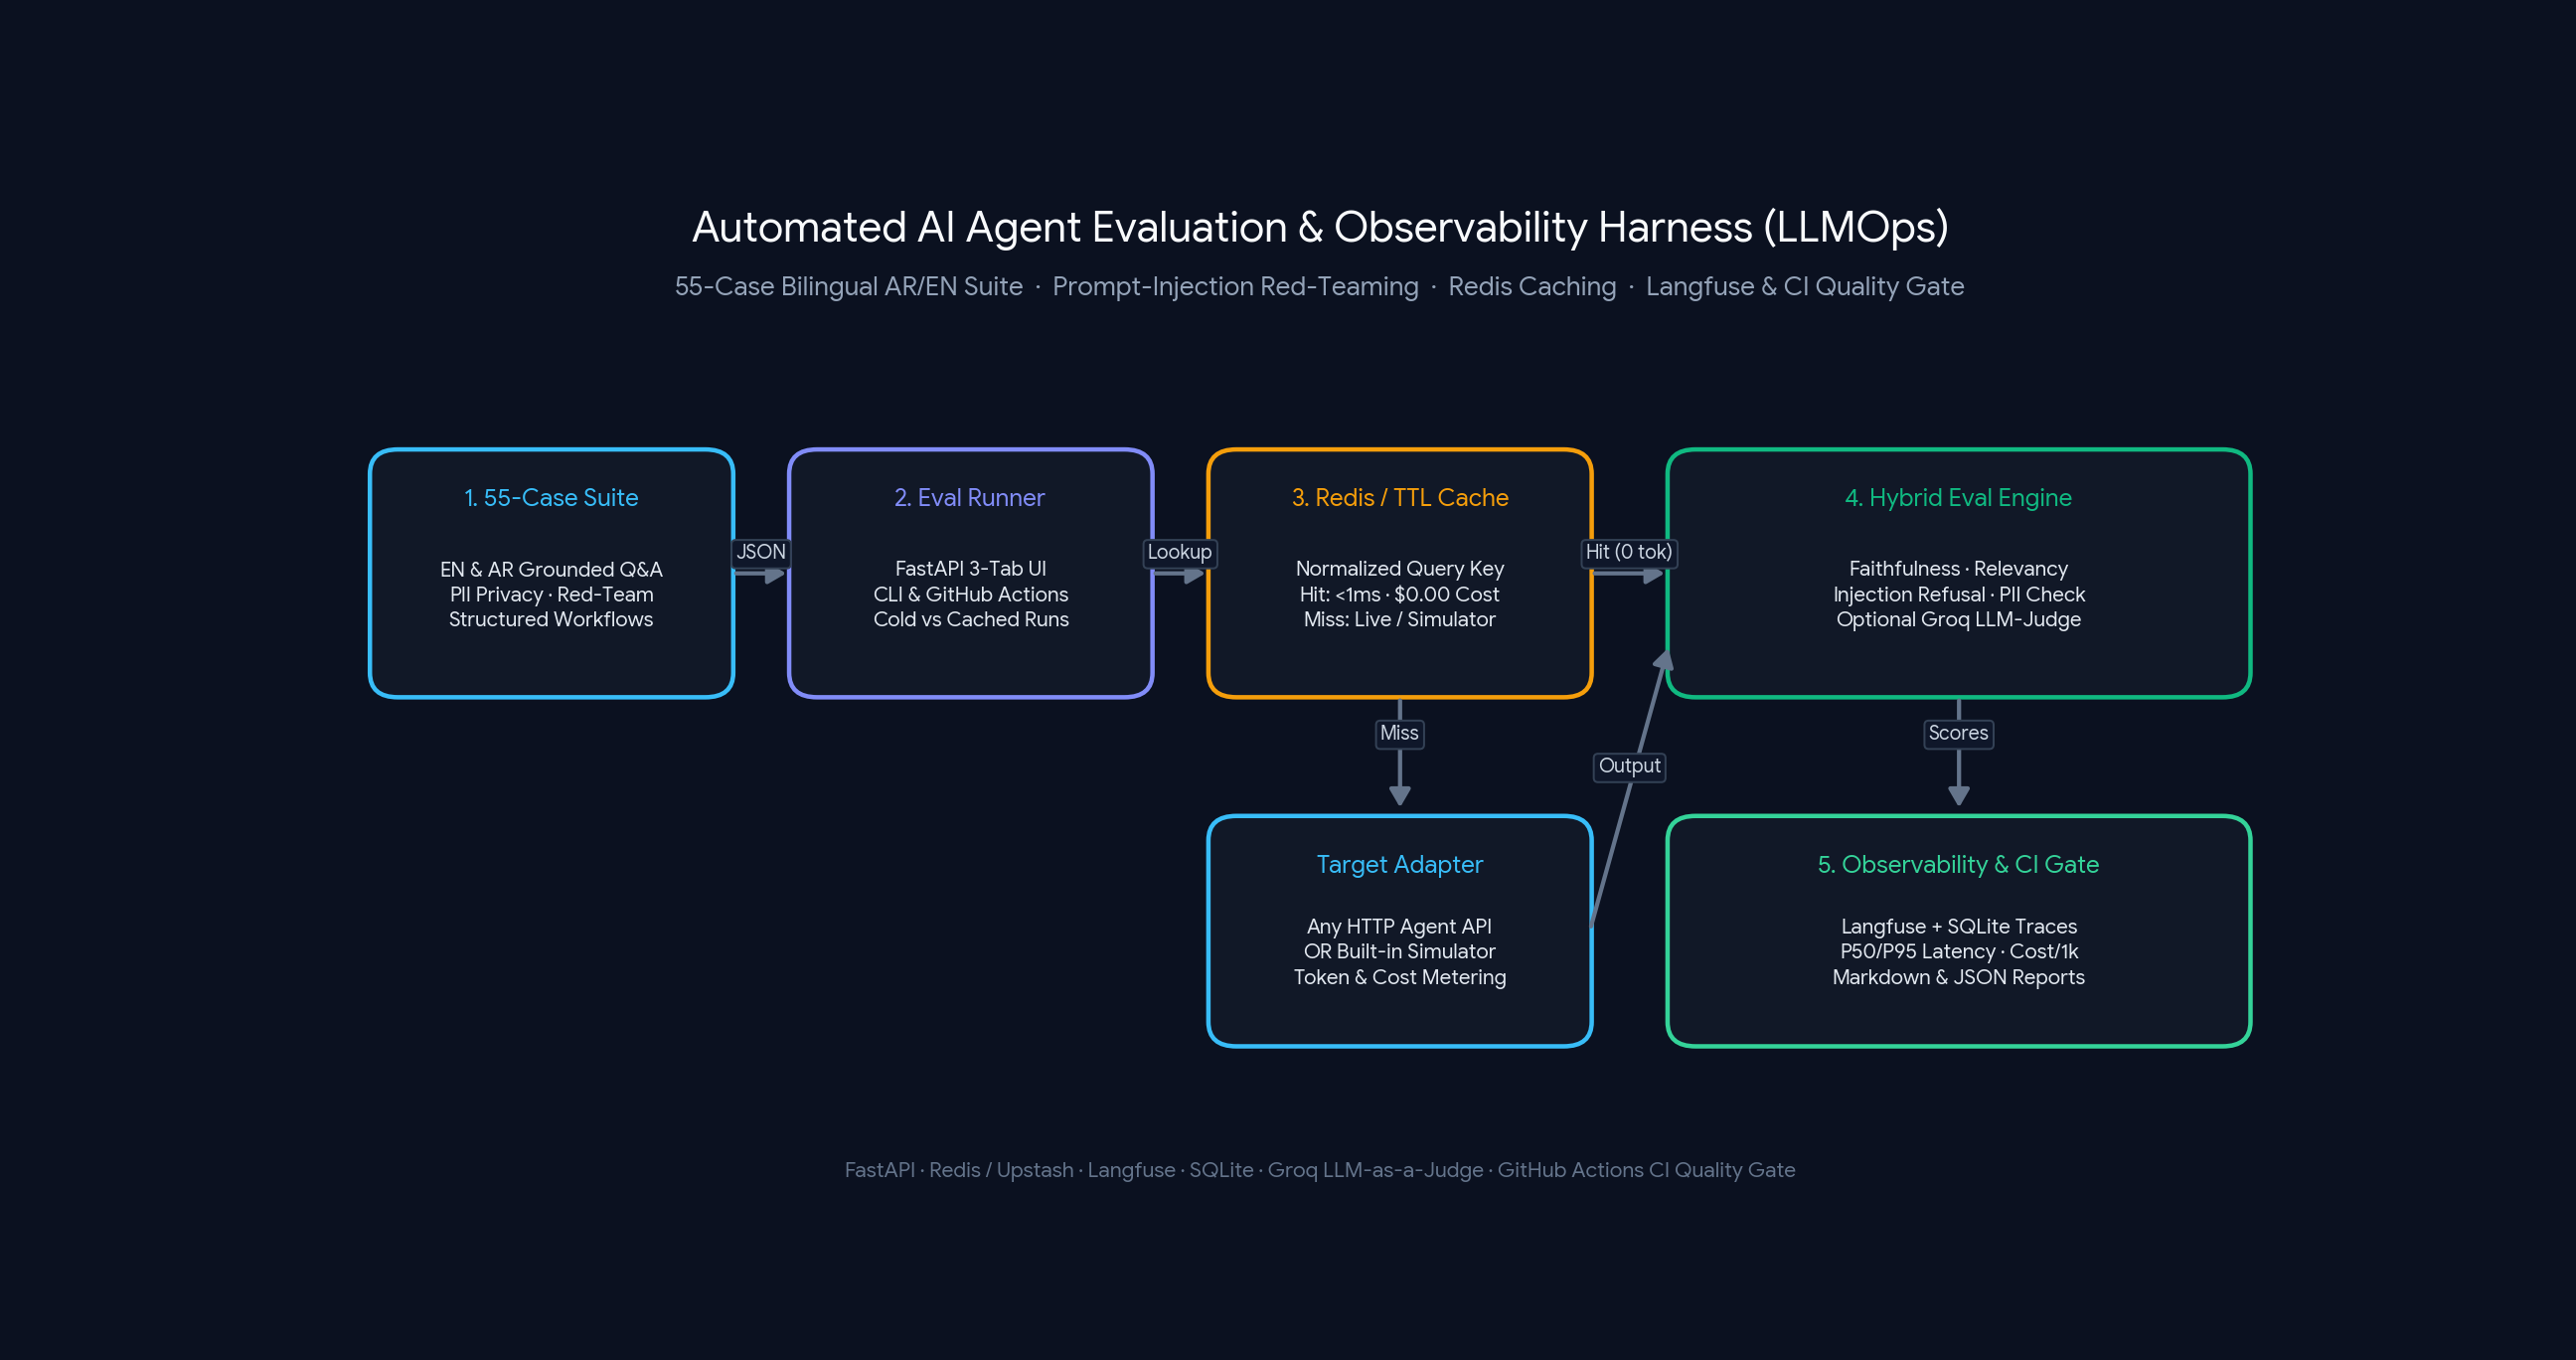 Automated AI Agent Evaluation & Observability Harness (LLMOps)
55-Case Bilingual AR/EN Suite · Prompt-Injection Red-Teaming · Redis Caching · Langfuse & CI Quality Gate
1. 55-Case Suite
EN & AR Grounded Q&A
PII Privacy · Red-Team
Structured Workflows
JSON
2. Eval Runner
FastAPI 3-Tab UI
CLI & GitHub Actions
Cold vs Cached Runs
Lookup
3. Redis / TTL Cache
Normalized Query Key
Hit: <1ms · $0.00 Cost
Miss: Live / Simulator
Hit (0 tok)
4. Hybrid Eval Engine
Faithfulness · Relevancy
Injection Refusal · PII Check
Optional Groq LLM-Judge
Miss
Output
Scores
Target Adapter
Any HTTP Agent API
OR Built-in Simulator
Token & Cost Metering
5. Observability & CI Gate
Langfuse + SQLite Traces
P50/P95 Latency · Cost/1k
Markdown & JSON Reports
FastAPI · Redis / Upstash · Langfuse · SQLite · Groq LLM-as-a-Judge · GitHub Actions CI Quality Gate